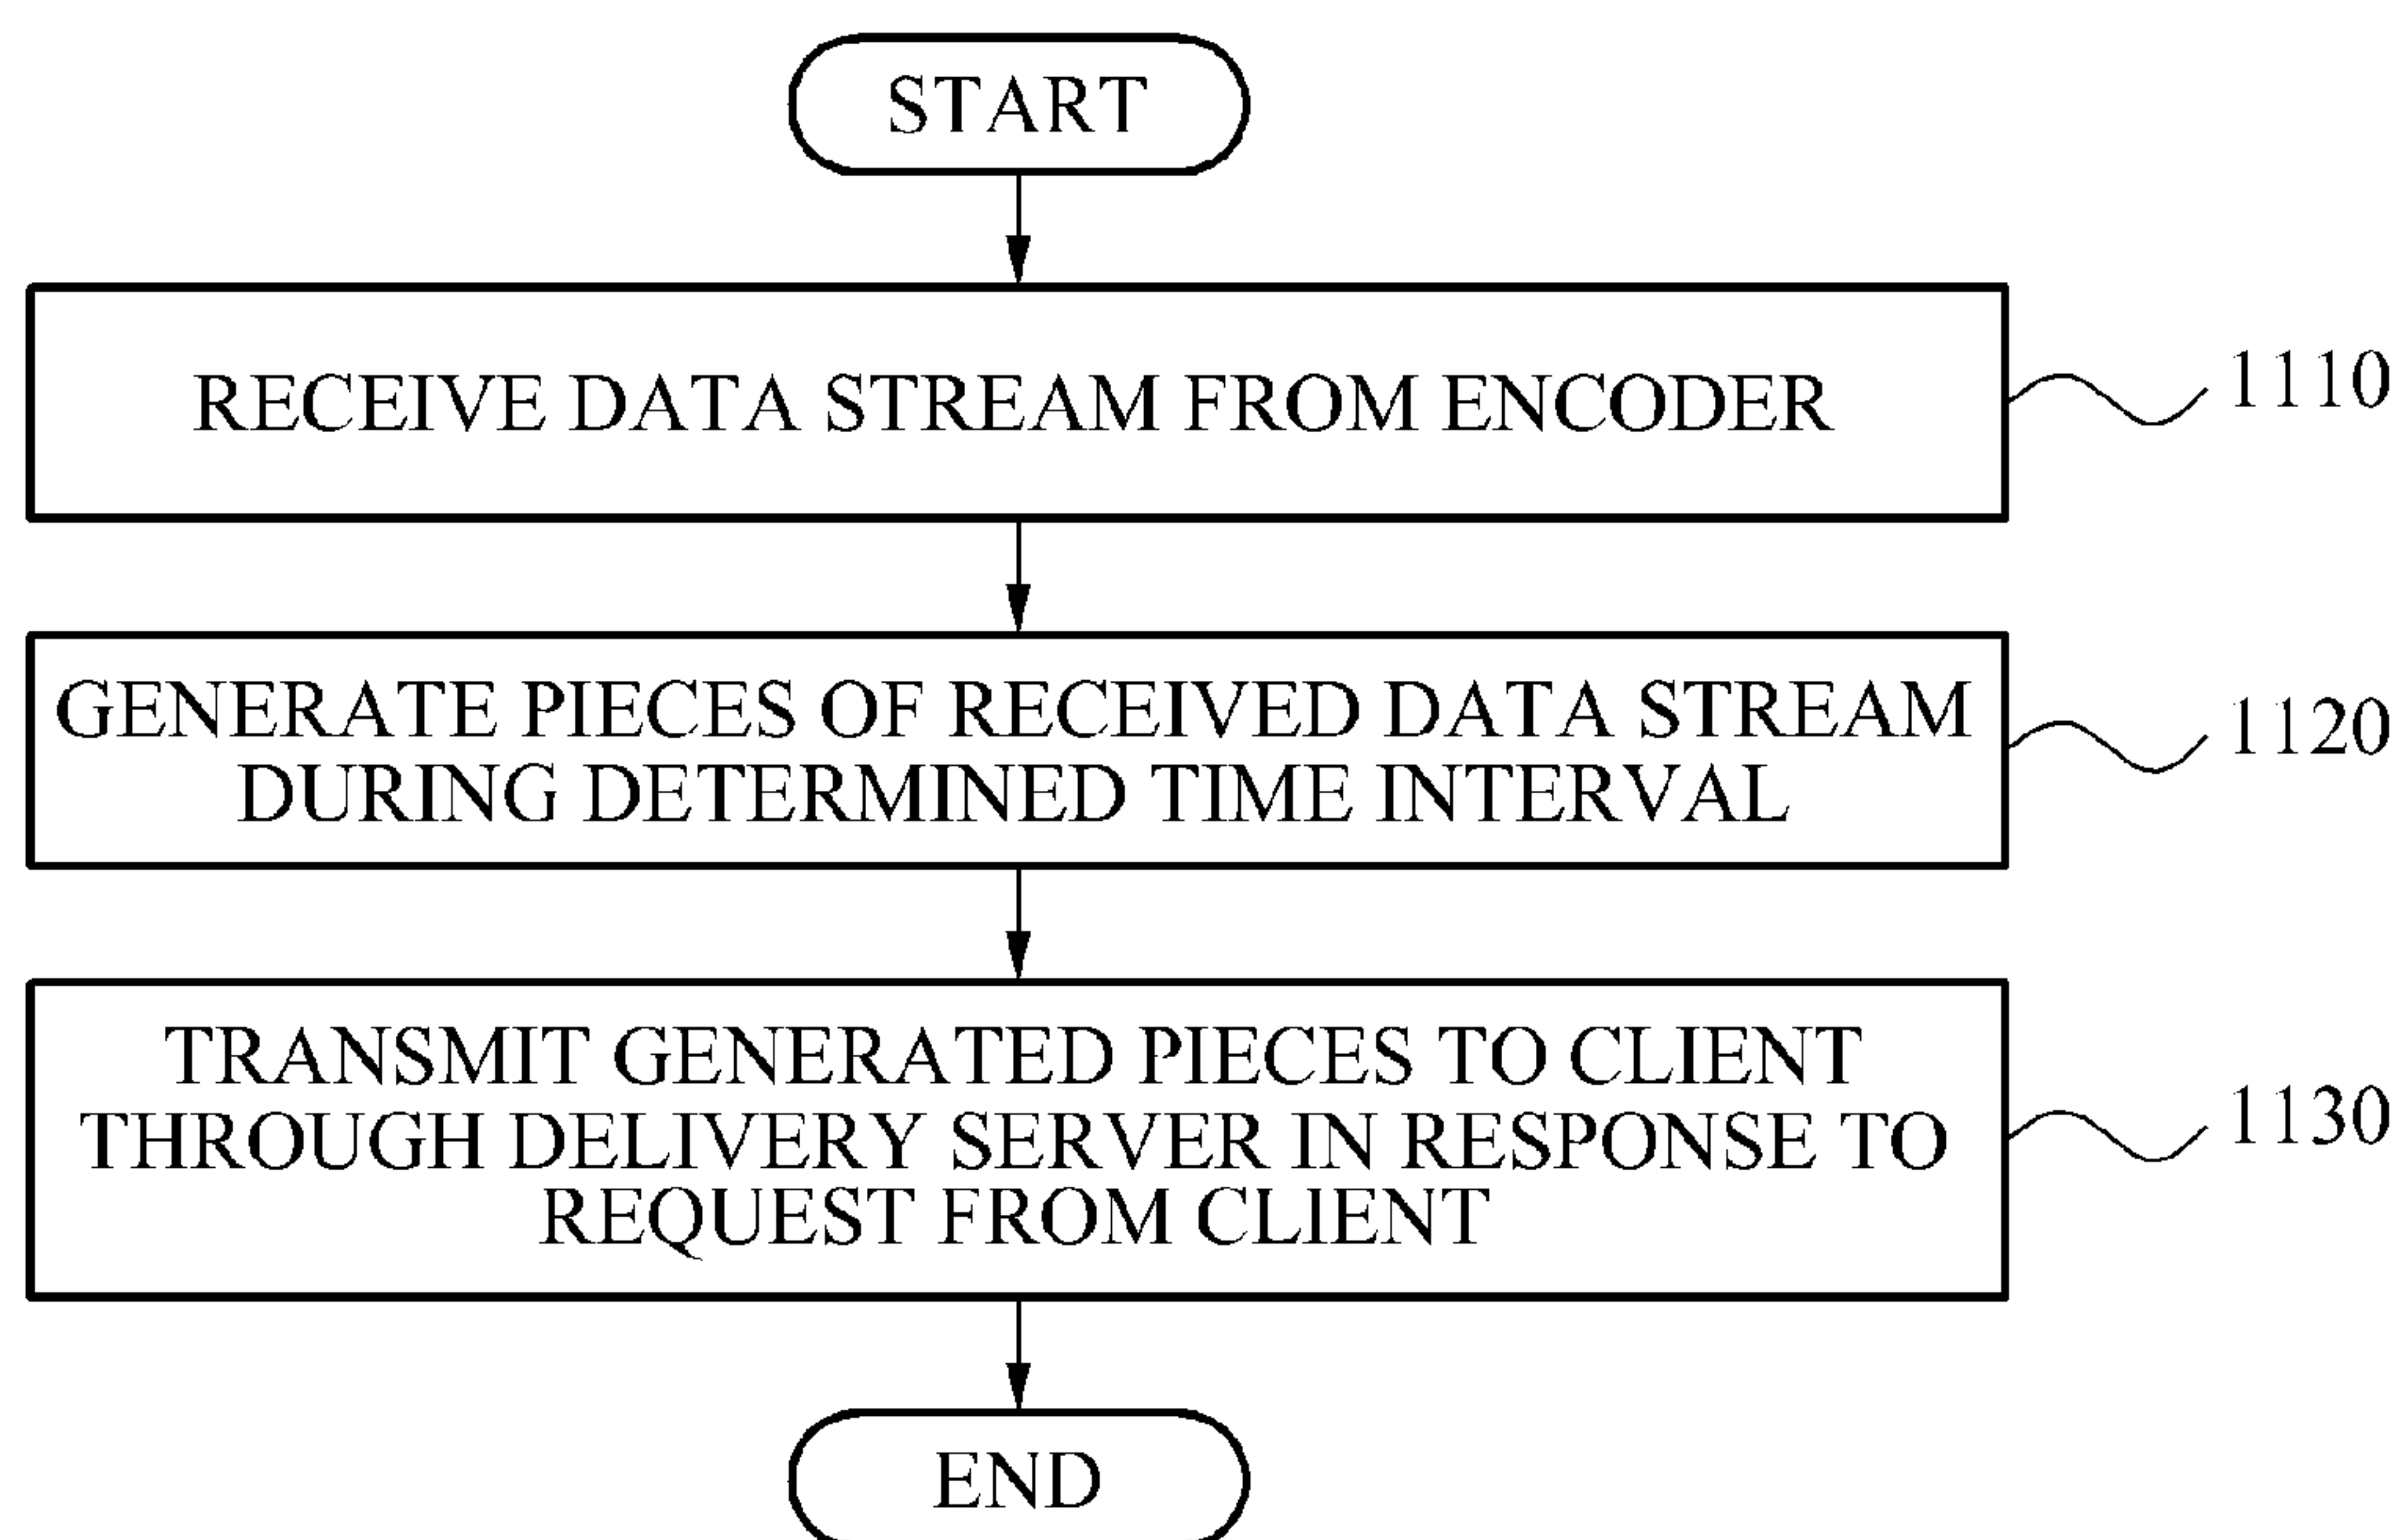 START
RECEIVE DATA STREAM FROM ENCODER
1110
GENERATE PIECES OF RECEIVED DATA STREAM
DURING DETERMINED TIME INTERVAL
1120
TRANSMIT GENERATED PIECES TO CLIENT
THROUGH DELIVERY SERVER IN RESPONSE TO
REQUEST FROM CLIENT
1130
END